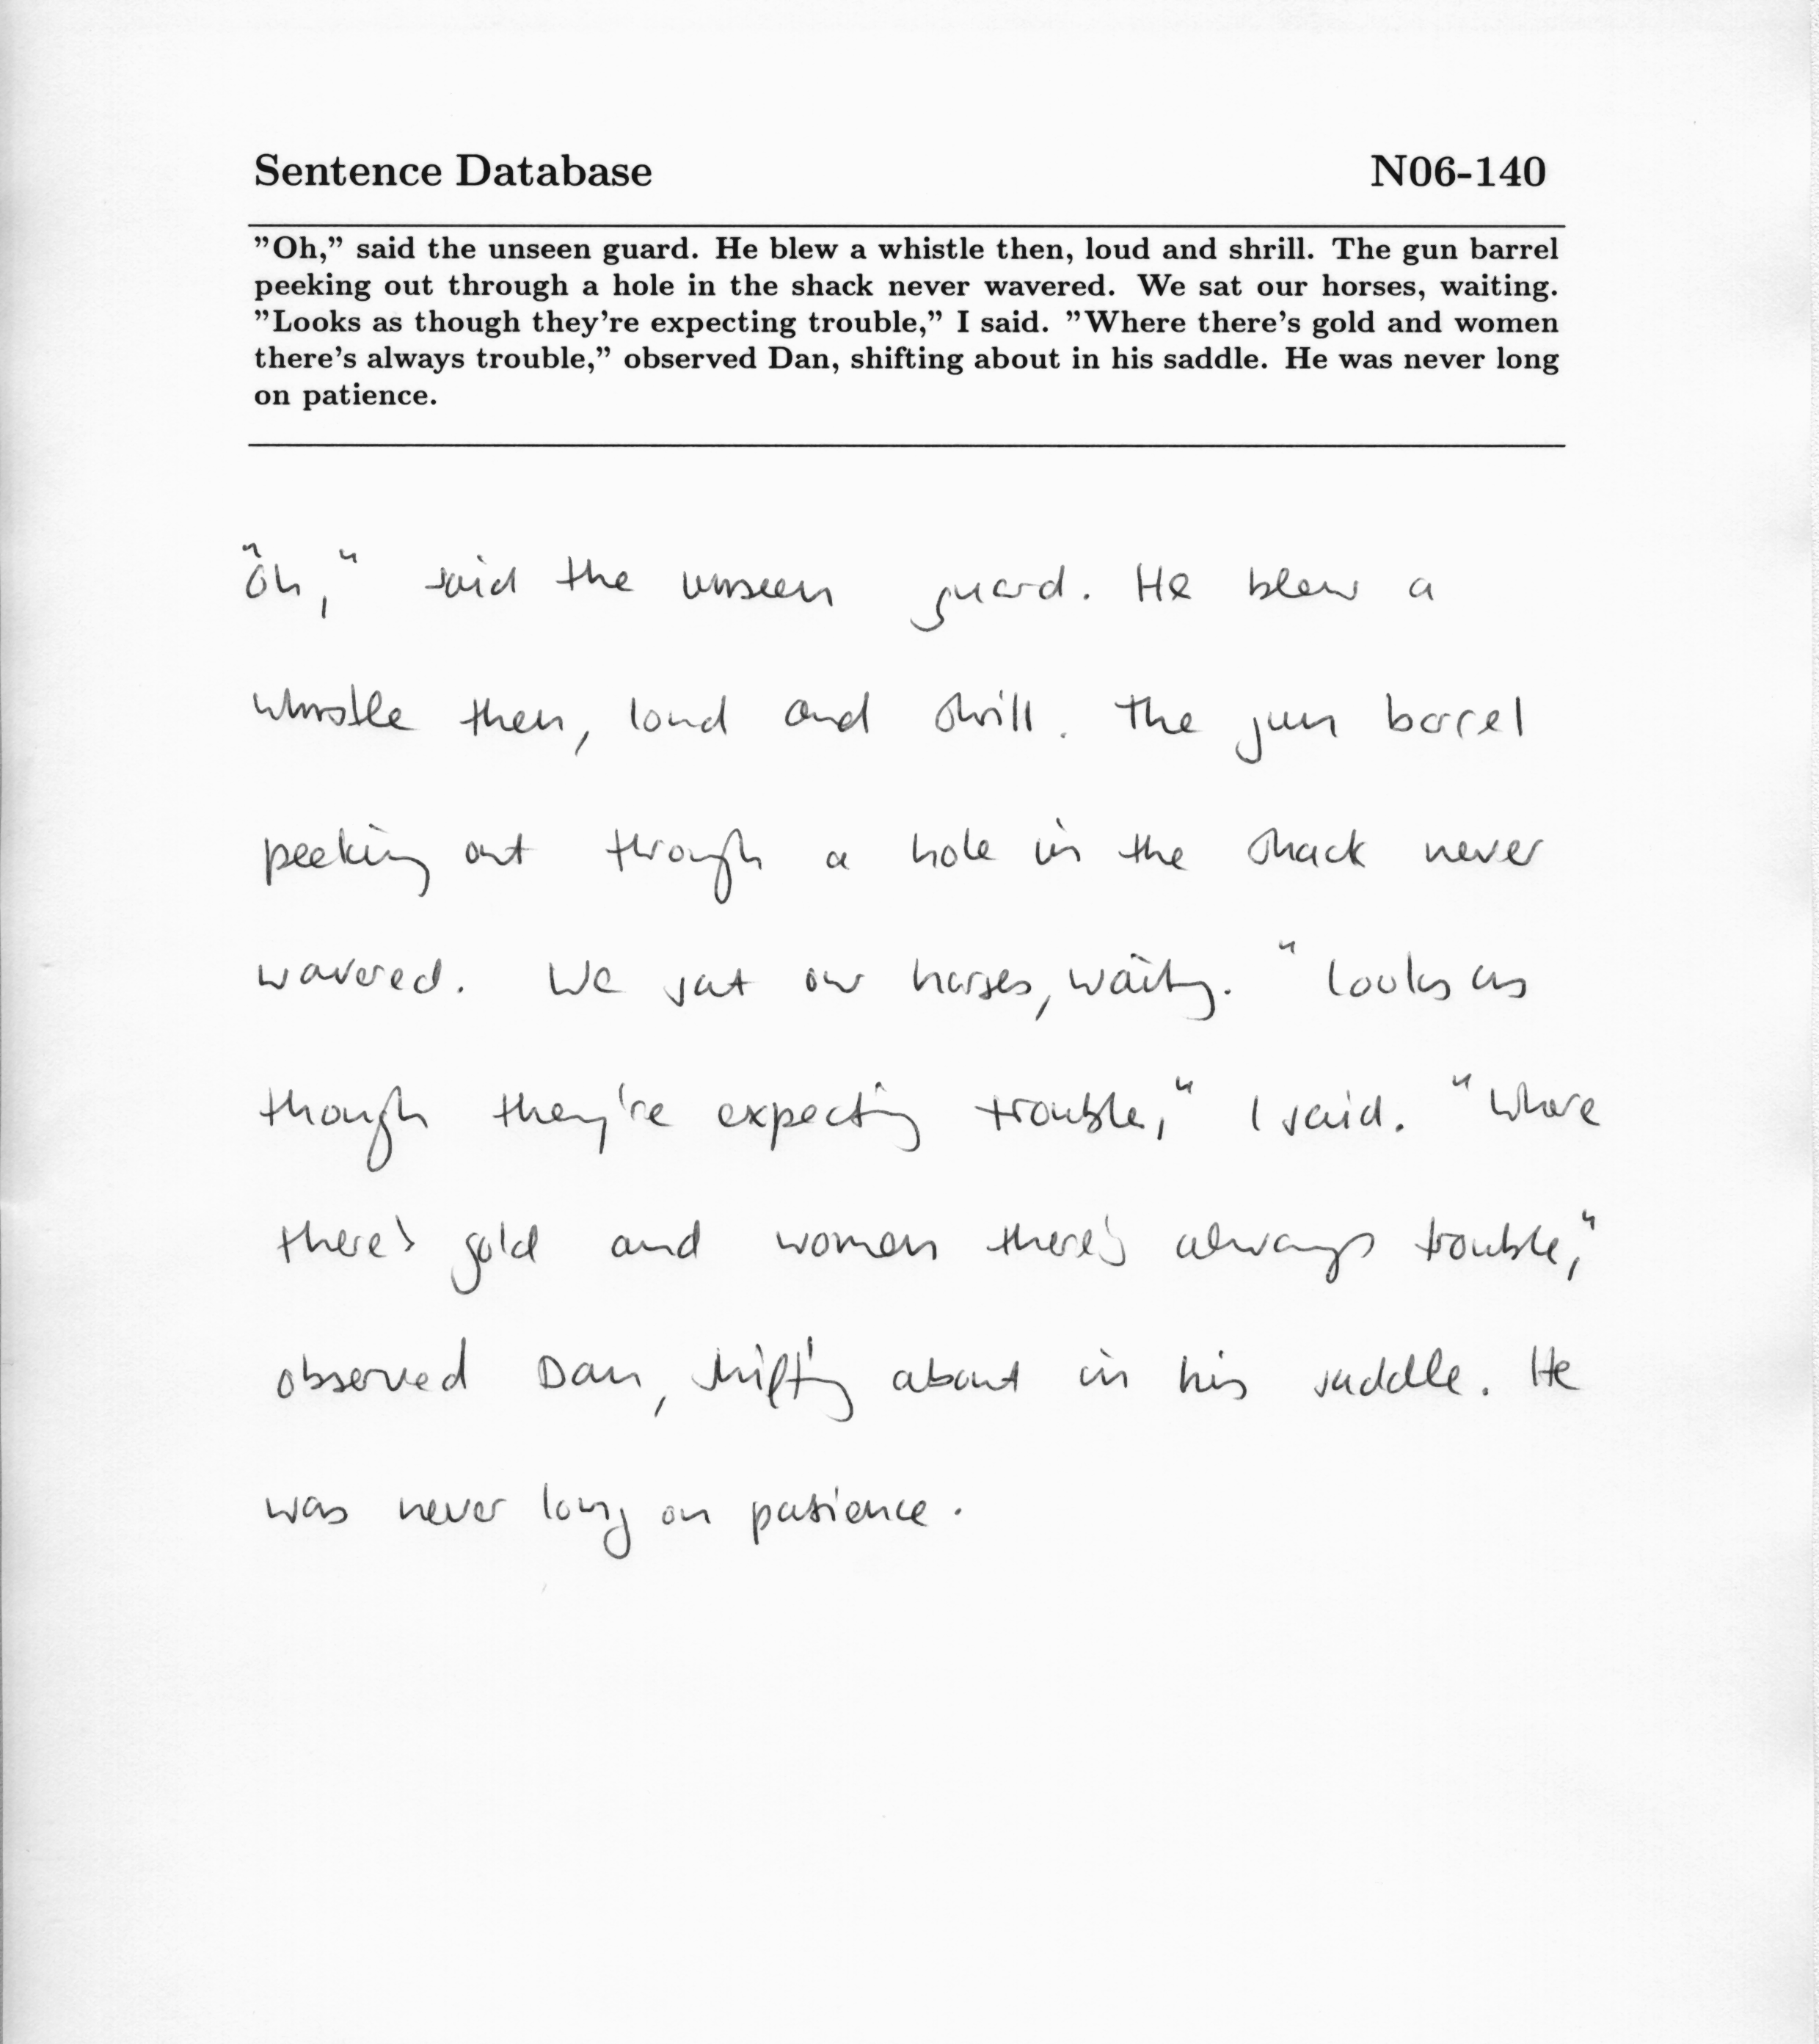 Sentence Database N06-140
"Oh," said the unseen guard. He blew a whistle then, loud and shrill. The gun barrel
peeking out through a hole in the shack never wavered. We sat our horses, waiting.
"Looks as though they're expecting trouble," I said. "Where there's gold and women
there's always trouble," observed Dan, shifting about in his saddle. He was never long
on patience.
"Oh," said the unseen guard. He blew a
whistle then, loud and shrill. The gun barrel
peeking out through a hole in the shack never
wavered. We sat our horses, waiting. "Looks as
though they're expecting trouble," I said. "Where
there's gold and women there's always trouble,"
observed Dan, shifting about in his saddle. He
was never long on patience.